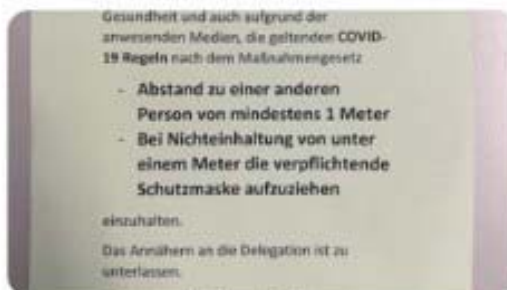 Gesundheit und auch aufgrund der
anwesenden Medien, die geltenden COVID-
19 Regeln nach dem Maßnahmengesetz
- Abstand zu einer anderen
Person von mindestens 1 Meter
- Bei Nichteinhaltung von unter
einem Meter die verpflichtende
Schutzmaske aufzuziehen
einzuhalten.
Das Annähern an die Delegation ist zu
unterlassen.